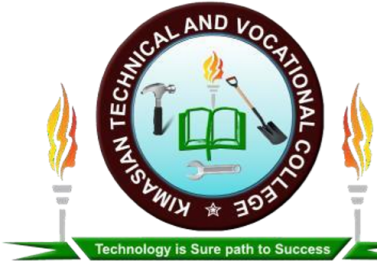 KIMASIAN TECHNICAL AND VOCATIONAL COLLEGE
Technology is Sure path to Success